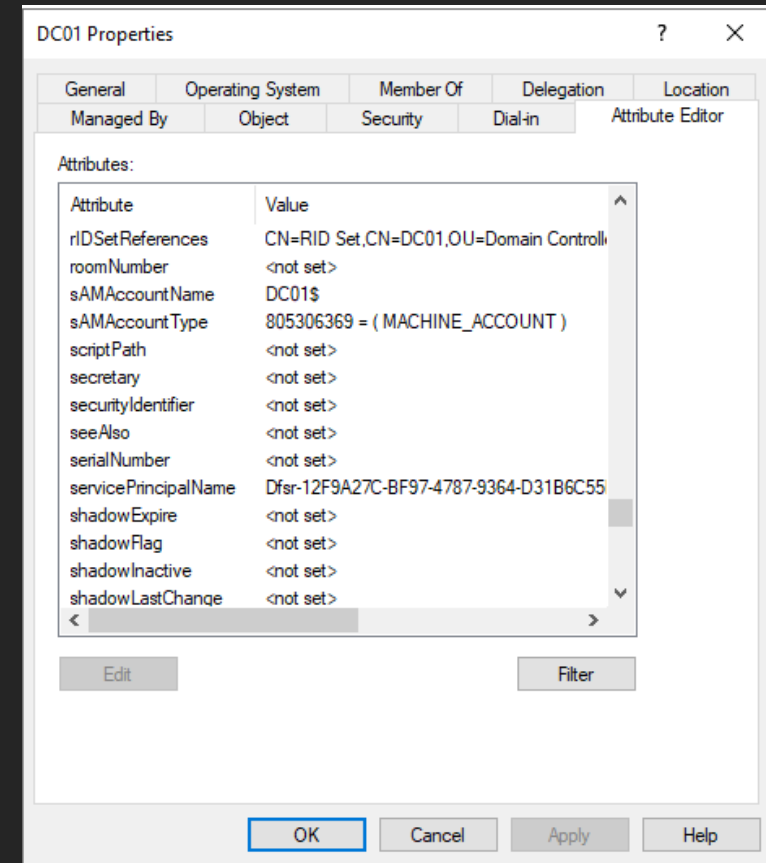 DC01 Properties ? ×
General Operating System Member Of Delegation Location
Managed By Object Security Dial-in Attribute Editor
Attributes:
Attribute Value
rIDSetReferences CN=RID Set,CN=DC01,OU=Domain Controll
roomNumber <not set>
sAMAccountName DC01$
sAMAccountType 805306369 = ( MACHINE_ACCOUNT )
scriptPath <not set>
secretary <not set>
securityIdentifier <not set>
seeAlso <not set>
serialNumber <not set>
servicePrincipalName Dfsr-12F9A27C-BF97-4787-9364-D31B6C55
shadowExpire <not set>
shadowFlag <not set>
shadowInactive <not set>
shadowLastChange <not set>
Edit Filter
OK Cancel Apply Help